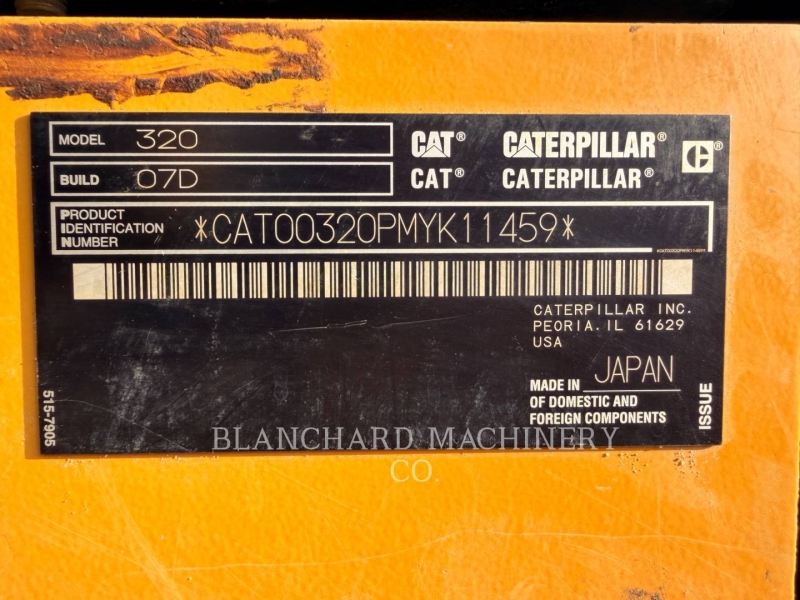 MODEL 320
CAT® CATERPILLAR® C®
BUILD 07D
CAT® CATERPILLAR®
PRODUCT
IDENTIFICATION
NUMBER
*CAT00320PMYK11459*
*CAT00320PMYK11459*
CATERPILLAR INC.
PEORIA, IL 61629
USA
MADE IN JAPAN
OF DOMESTIC AND
FOREIGN COMPONENTS
ISSUE
515-7905
BLANCHARD MACHINERY
CO.